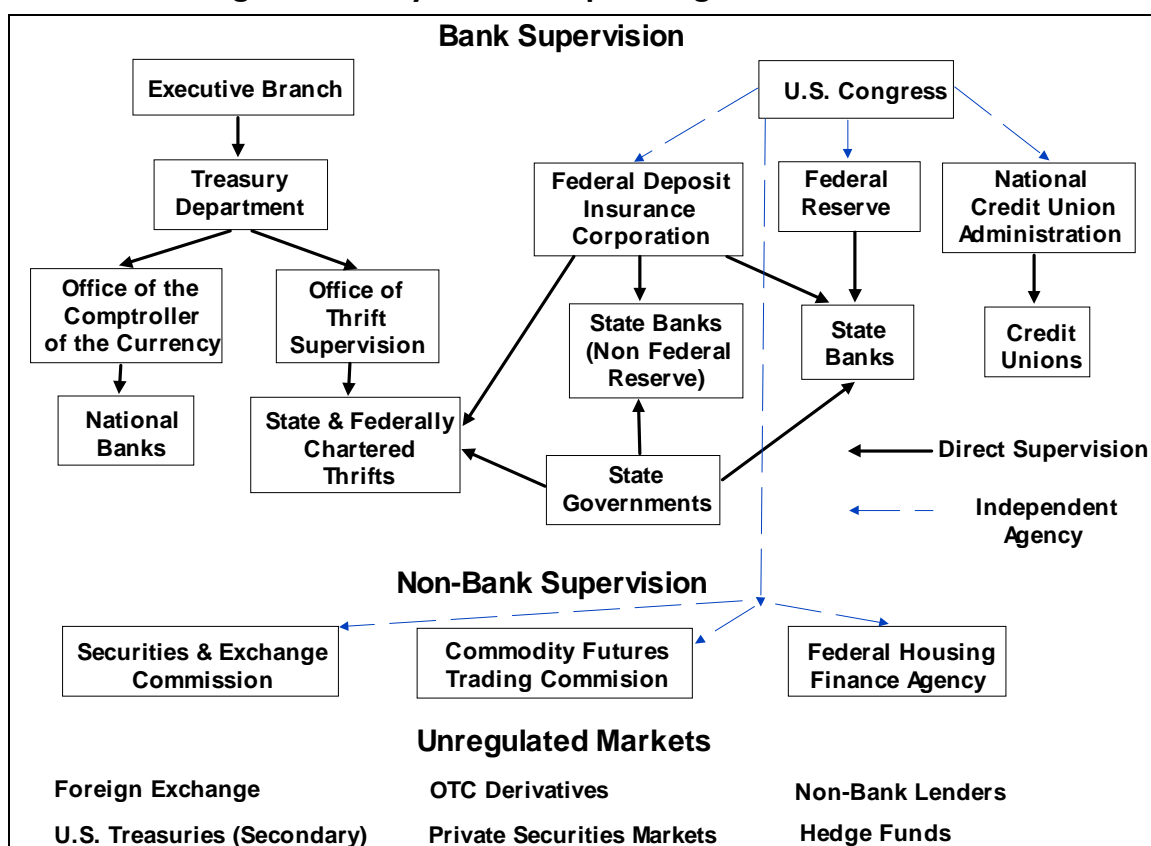 Bank Supervision
Executive Branch
U.S. Congress
Treasury
Department
Federal Deposit
Insurance
Corporation
Federal
Reserve
National
Credit Union
Administration
Office of the
Comptroller
of the Currency
Office of
Thrift
Supervision
State Banks
(Non Federal
Reserve)
State
Banks
Credit
Unions
National
Banks
State & Federally
Chartered
Thrifts
State
Governments
Direct Supervision
Independent
Agency
Non-Bank Supervision
Securities & Exchange
Commission
Commodity Futures
Trading Commision
Federal Housing
Finance Agency
Unregulated Markets
Foreign Exchange
OTC Derivatives
Non-Bank Lenders
U.S. Treasuries (Secondary)
Private Securities Markets
Hedge Funds